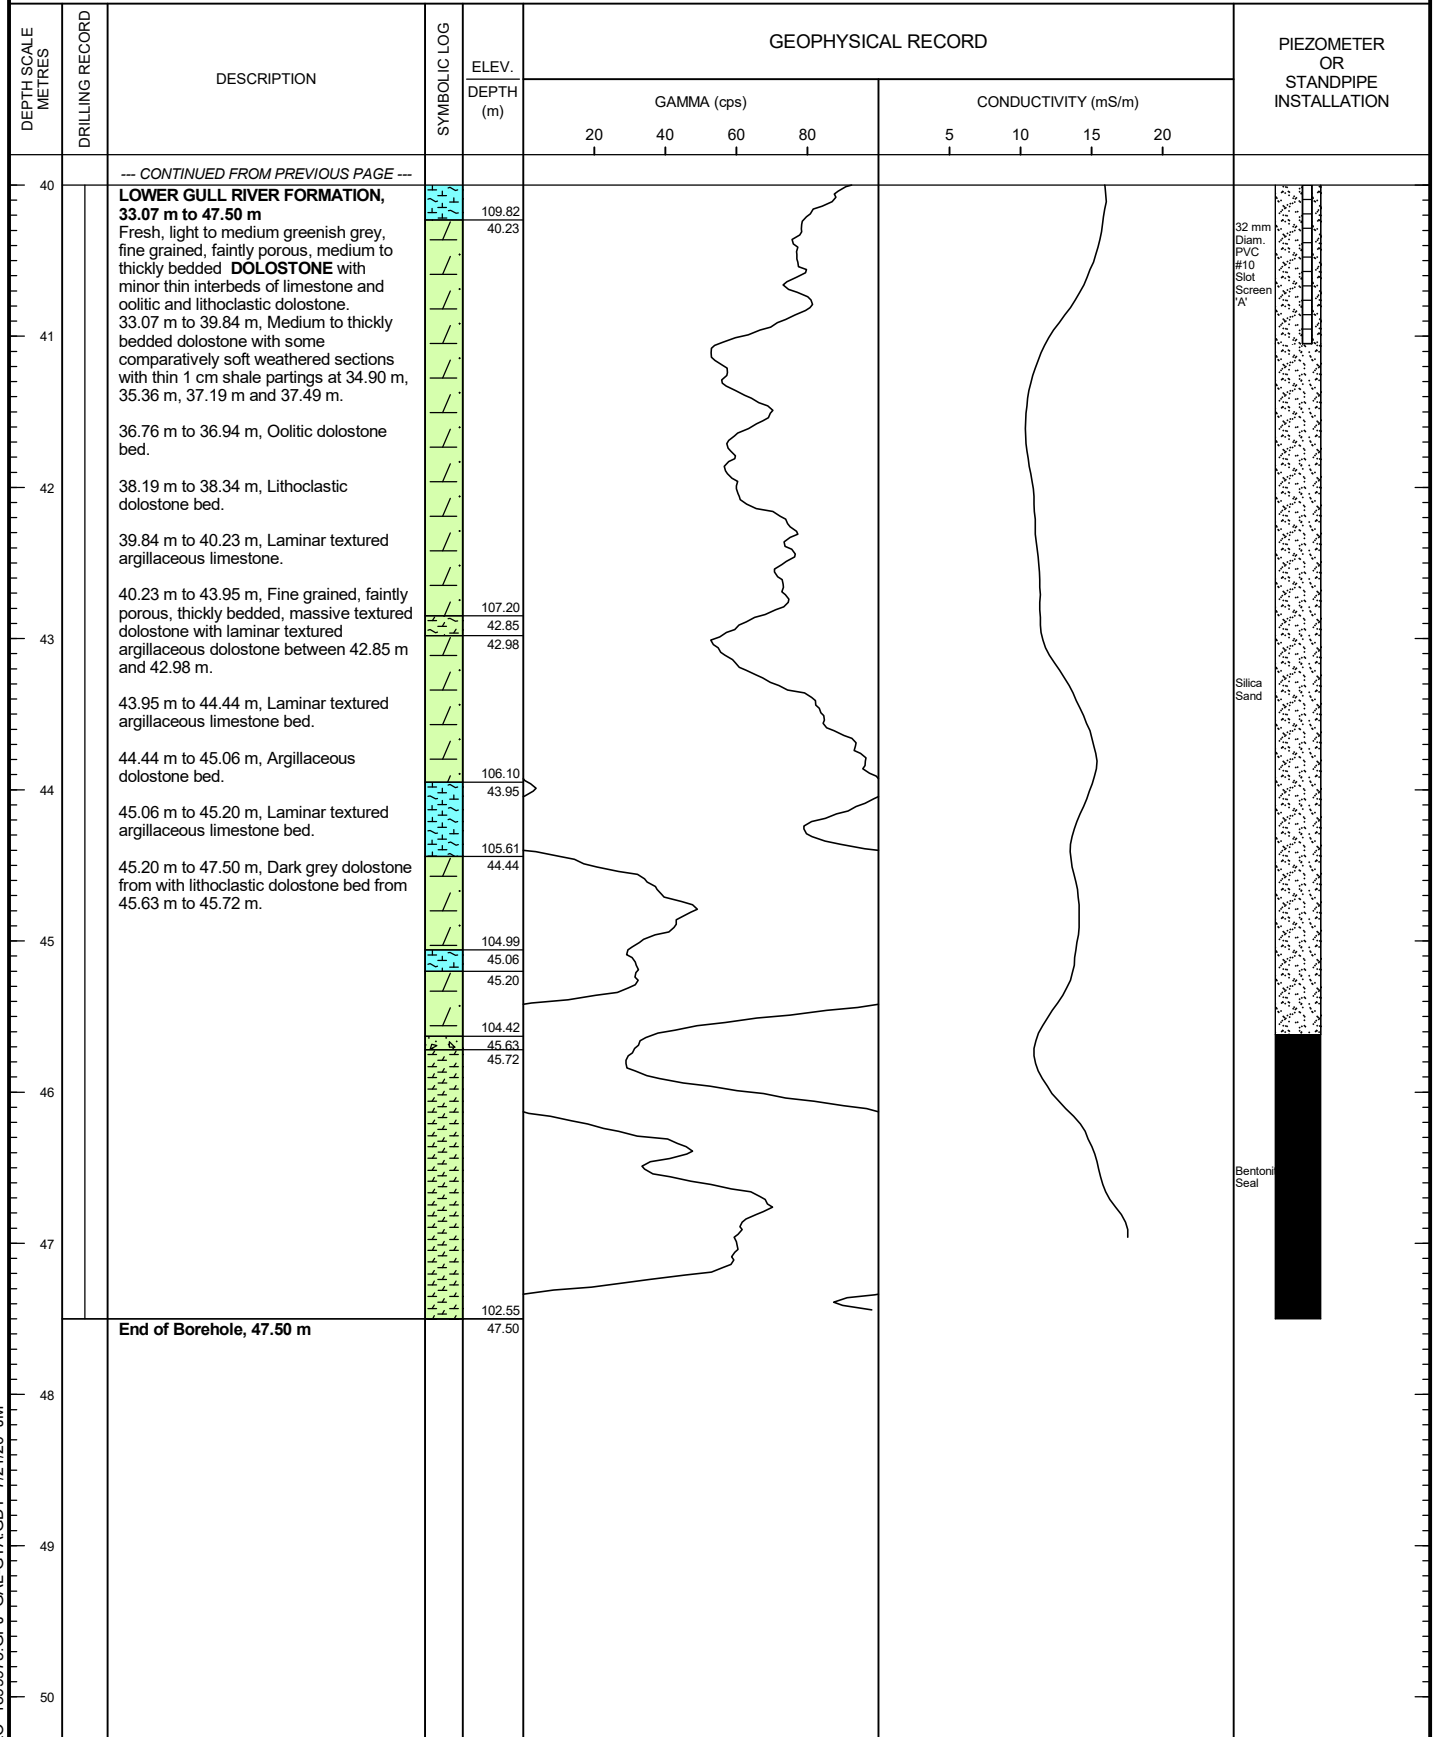 DEPTH SCALE
METRES
DRILLING RECORD
DESCRIPTION
SYMBOLIC LOG
ELEV.
DEPTH
(m)
GEOPHYSICAL RECORD
GAMMA (cps)
20 40 60 80
CONDUCTIVITY (mS/m)
5 10 15 20
PIEZOMETER
OR
STANDPIPE
INSTALLATION
--- CONTINUED FROM PREVIOUS PAGE ---
LOWER GULL RIVER FORMATION,
33.07 m to 47.50 m
Fresh, light to medium greenish grey,
fine grained, faintly porous, medium to
thickly bedded DOLOSTONE with
minor thin interbeds of limestone and
oolitic and lithoclastic dolostone.
33.07 m to 39.84 m, Medium to thickly
bedded dolostone with some
comparatively soft weathered sections
with thin 1 cm shale partings at 34.90 m,
35.36 m, 37.19 m and 37.49 m.
36.76 m to 36.94 m, Oolitic dolostone
bed.
38.19 m to 38.34 m, Lithoclastic
dolostone bed.
39.84 m to 40.23 m, Laminar textured
argillaceous limestone.
40.23 m to 43.95 m, Fine grained, faintly
porous, thickly bedded, massive textured
dolostone with laminar textured
argillaceous dolostone between 42.85 m
and 42.98 m.
43.95 m to 44.44 m, Laminar textured
argillaceous limestone bed.
44.44 m to 45.06 m, Argillaceous
dolostone bed.
45.06 m to 45.20 m, Laminar textured
argillaceous limestone bed.
45.20 m to 47.50 m, Dark grey dolostone
from with lithoclastic dolostone bed from
45.63 m to 45.72 m.
End of Borehole, 47.50 m
40
41
42
43
44
45
46
47
48
49
50
109.82
40.23
107.20
42.85
42.98
106.10
43.95
105.61
44.44
104.99
45.06
45.20
104.42
45.63
45.72
102.55
47.50
32 mm
Diam.
PVC
#10
Slot
Screen
'A'
Silica
Sand
Bentoni
Seal